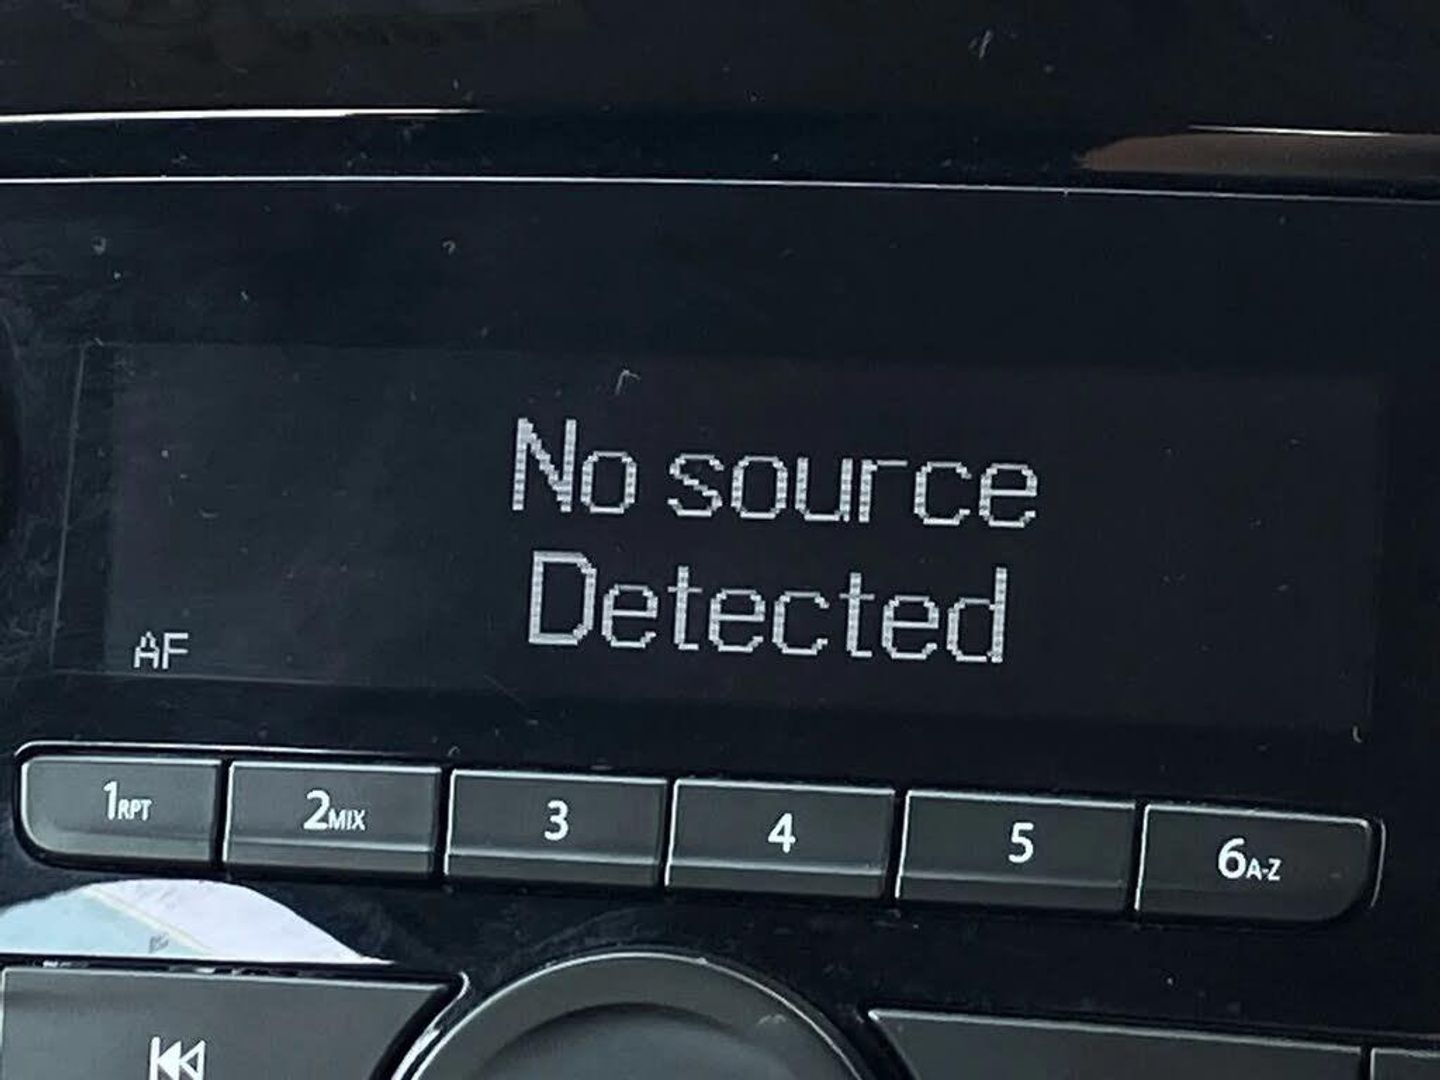 No source
Detected
AF
1RPT
2MIX
3
4
5
6A-Z